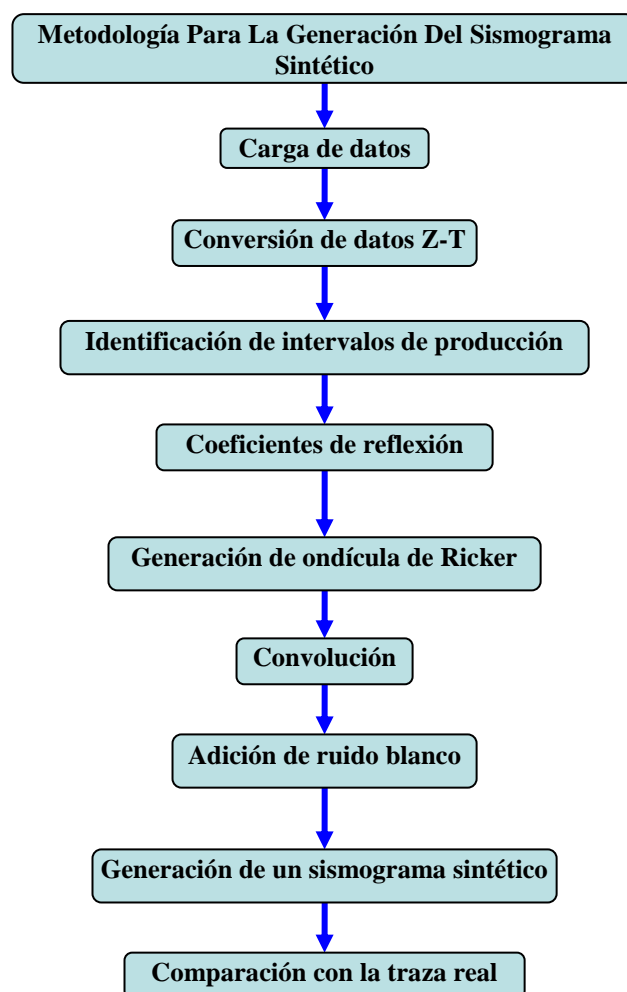 Metodología Para La Generación Del Sismograma
Sintético
Carga de datos
Conversión de datos Z-T
Identificación de intervalos de producción
Coeficientes de reflexión
Generación de ondícula de Ricker
Convolución
Adición de ruido blanco
Generación de un sismograma sintético
Comparación con la traza real